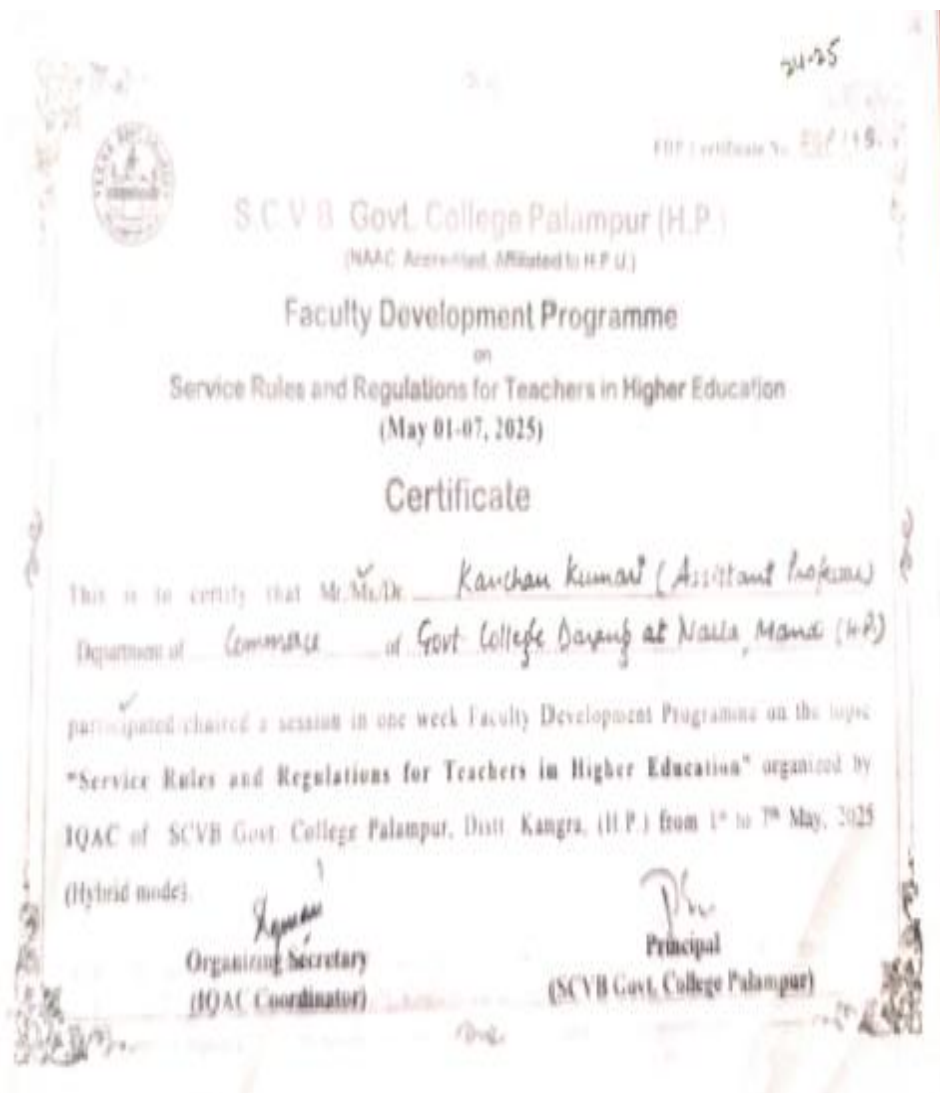 24-25
FDP Certificate No.
S.C.V.B. Govt. College Palampur (H.P.)
(NAAC Accredited, Affiliated to H.P.U.)
Faculty Development Programme
on
Service Rules and Regulations for Teachers in Higher Education
(May 01-07, 2025)
Certificate
This is to certify that Mr./Ms./Dr. Kanchan Kumari (Assistant Professor)
Department of Commerce of Govt College Darang at Narla, Mandi (H.P.)
participated/chaired a session in one week Faculty Development Programme on the topic
"Service Rules and Regulations for Teachers in Higher Education" organized by
IQAC of SCVB Govt. College Palampur, Distt. Kangra, (H.P.) from 1st to 7th May, 2025
(Hybrid mode).
Organizing Secretary
(IQAC Coordinator)
Principal
(SCVB Govt. College Palampur)